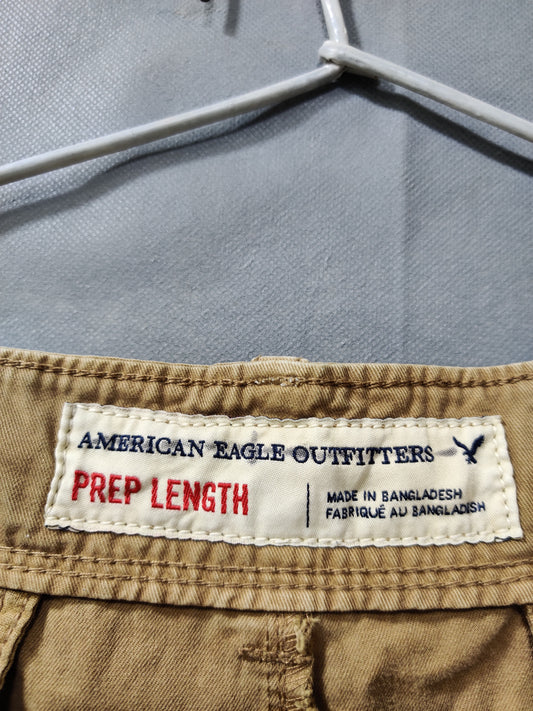 AMERICAN EAGLE OUTFITTERS
PREP LENGTH
MADE IN BANGLADESH
FABRIQUÉ AU BANGLADISH